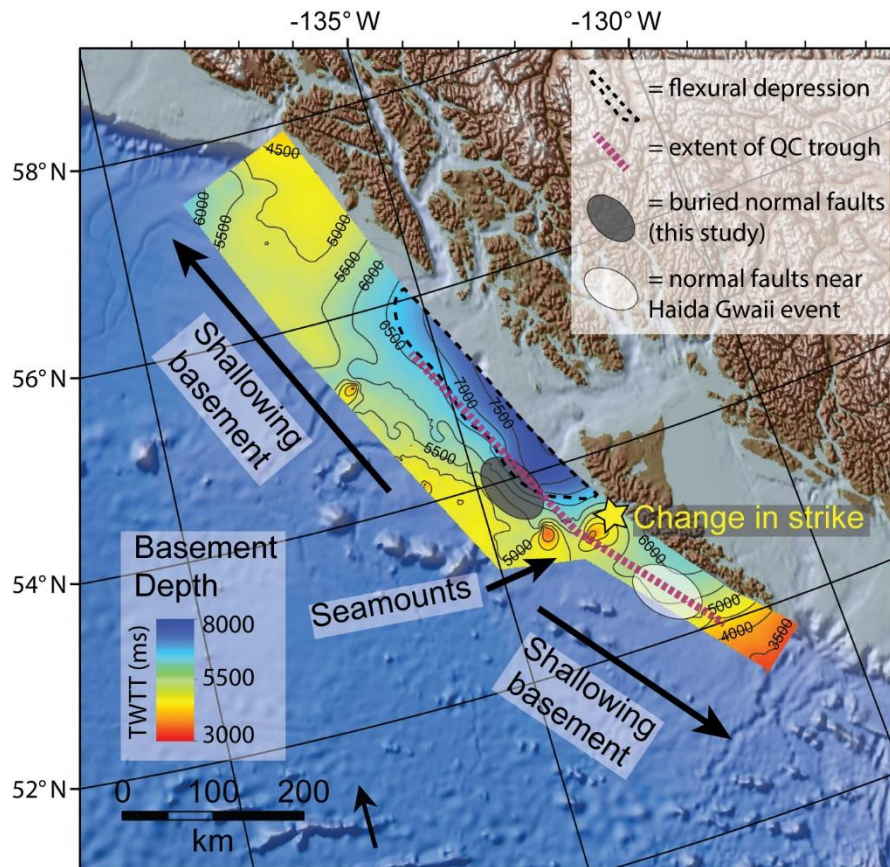 -135°W
-130°W
= flexural depression
= extent of QC trough
= buried normal faults
(this study)
= normal faults near
Haida Gwaii event
58°N
56°N
54°N
52°N
4500
6000
5500
5000
5500
6000
6500
7000
7500
5500
5000
6000
5000
4000
3500
Shallowing
basement
Change in strike
Seamounts
Shallowing
basement
Basement
Depth
TWTT (ms)
8000
5500
3000
0 100 200
km